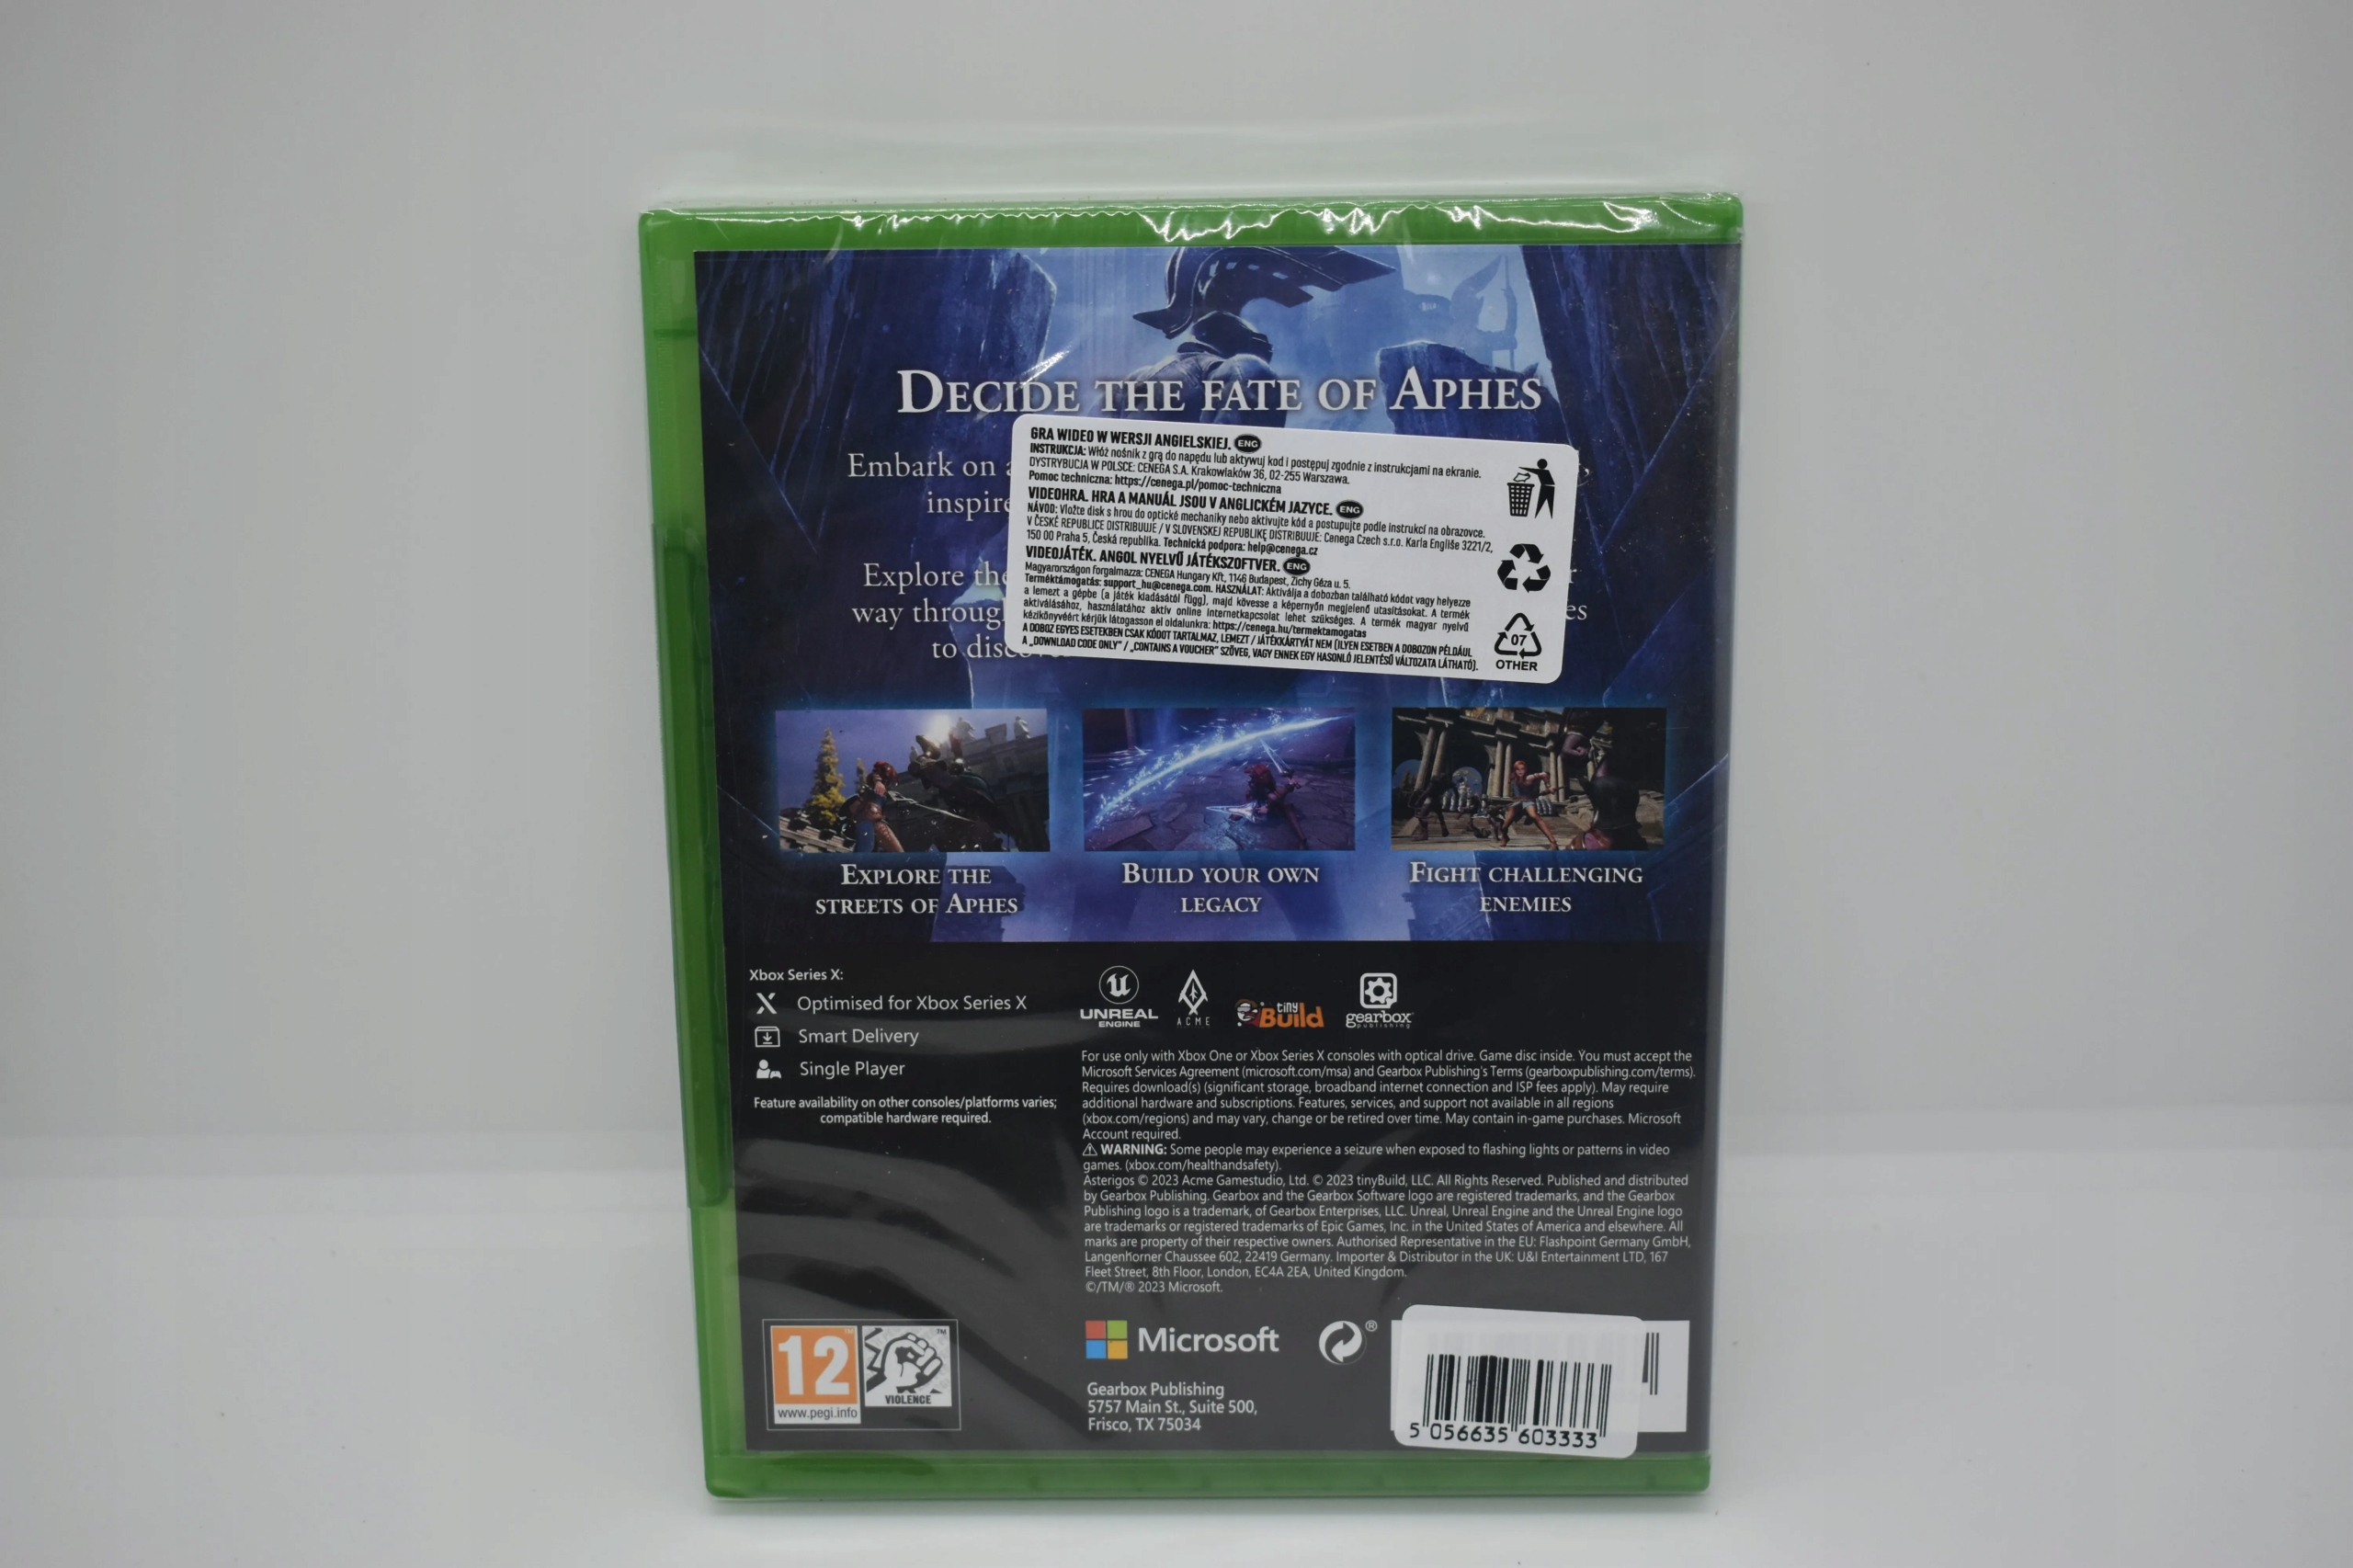 DECIDE THE FATE OF APHES
Embark on
inspire
Explore the
way throug
to disc
es
GRA WIDEO W WERSJI ANGIELSKIEJ. ENG
INSTRUKCJA: Włóż nośnik z grą do napędu lub aktywuj kod i postępuj zgodnie z instrukcjami na ekranie.
DYSTRYBUCJA W POLSCE: CENEGA S.A. Krakowiaków 36, 02-255 Warszawa.
Pomoc techniczna: https://cenega.pl/pomoc-techniczna
VIDEOHRA. HRA A MANUÁL JSOU V ANGLICKÉM JAZYCE. ENG
NÁVOD: Vložte disk s hrou do optické mechaniky nebo aktivujte kód a postupujte podle instrukcí na obrazovce.
V ČESKÉ REPUBLICE DISTRIBUUJE / V SLOVENSKEJ REPUBLIKE DISTRIBUUJE: Cenega Czech s.r.o. Karla Engliše 3221/2,
150 00 Praha 5, Česká republika. Technická podpora: help@cenega.cz
VIDEOJÁTÉK. ANGOL NYELVŰ JÁTÉKSZOFTVER. ENG
Magyarországon forgalmazza: CENEGA Hungary Kft, 1146 Budapest, Zichy Géza u. 5.
Terméktámogatás: support_hu@cenega.com. HASZNÁLAT: Aktiválja a dobozban található kódot vagy helyezze
a lemezt a gépbe (a játék kiadásától függ), majd kövesse a képernyőn megjelenő utasításokat. A termék
aktiválásához, használatához aktív online internetkapcsolat lehet szükséges. A termék magyar nyelvű
kézikönyvéért kérjük látogasson el oldalunkra: https://cenega.hu/termektamogatas
A DOBOZ EGYES ESETEKBEN CSAK KÓDOT TARTALMAZ, LEMEZT / JÁTÉKKÁRTYÁT NEM (ILYEN ESETBEN A DOBOZON PÉLDÁUL
A „DOWNLOAD CODE ONLY" / „CONTAINS A VOUCHER" SZÖVEG, VAGY ENNEK EGY HASONLÓ JELENTÉSŰ VÁLTOZATA LÁTHATÓ).
07
OTHER
EXPLORE THE
STREETS OF APHES
BUILD YOUR OWN
LEGACY
FIGHT CHALLENGING
ENEMIES
Xbox Series X:
Optimised for Xbox Series X
Smart Delivery
Single Player
Feature availability on other consoles/platforms varies;
compatible hardware required.
UNREAL
ENGINE
ACME
tiny
Build
gearbox
publishing
For use only with Xbox One or Xbox Series X consoles with optical drive. Game disc inside. You must accept the
Microsoft Services Agreement (microsoft.com/msa) and Gearbox Publishing's Terms (gearboxpublishing.com/terms).
Requires download(s) (significant storage, broadband internet connection and ISP fees apply). May require
additional hardware and subscriptions. Features, services, and support not available in all regions
(xbox.com/regions) and may vary, change or be retired over time. May contain in-game purchases. Microsoft
Account required.
⚠ WARNING: Some people may experience a seizure when exposed to flashing lights or patterns in video
games. (xbox.com/healthandsafety).
Asterigos © 2023 Acme Gamestudio, Ltd. © 2023 tinyBuild, LLC. All Rights Reserved. Published and distributed
by Gearbox Publishing. Gearbox and the Gearbox Software logo are registered trademarks, and the Gearbox
Publishing logo is a trademark, of Gearbox Enterprises, LLC. Unreal, Unreal Engine and the Unreal Engine logo
are trademarks or registered trademarks of Epic Games, Inc. in the United States of America and elsewhere. All
marks are property of their respective owners. Authorised Representative in the EU: Flashpoint Germany GmbH,
Langenhorner Chaussee 602, 22419 Germany. Importer & Distributor in the UK: U&I Entertainment LTD, 167
Fleet Street, 8th Floor, London, EC4A 2EA, United Kingdom.
©/TM/® 2023 Microsoft.
12
www.pegi.info
VIOLENCE
Microsoft
Gearbox Publishing
5757 Main St., Suite 500,
Frisco, TX 75034
5 056635 603333